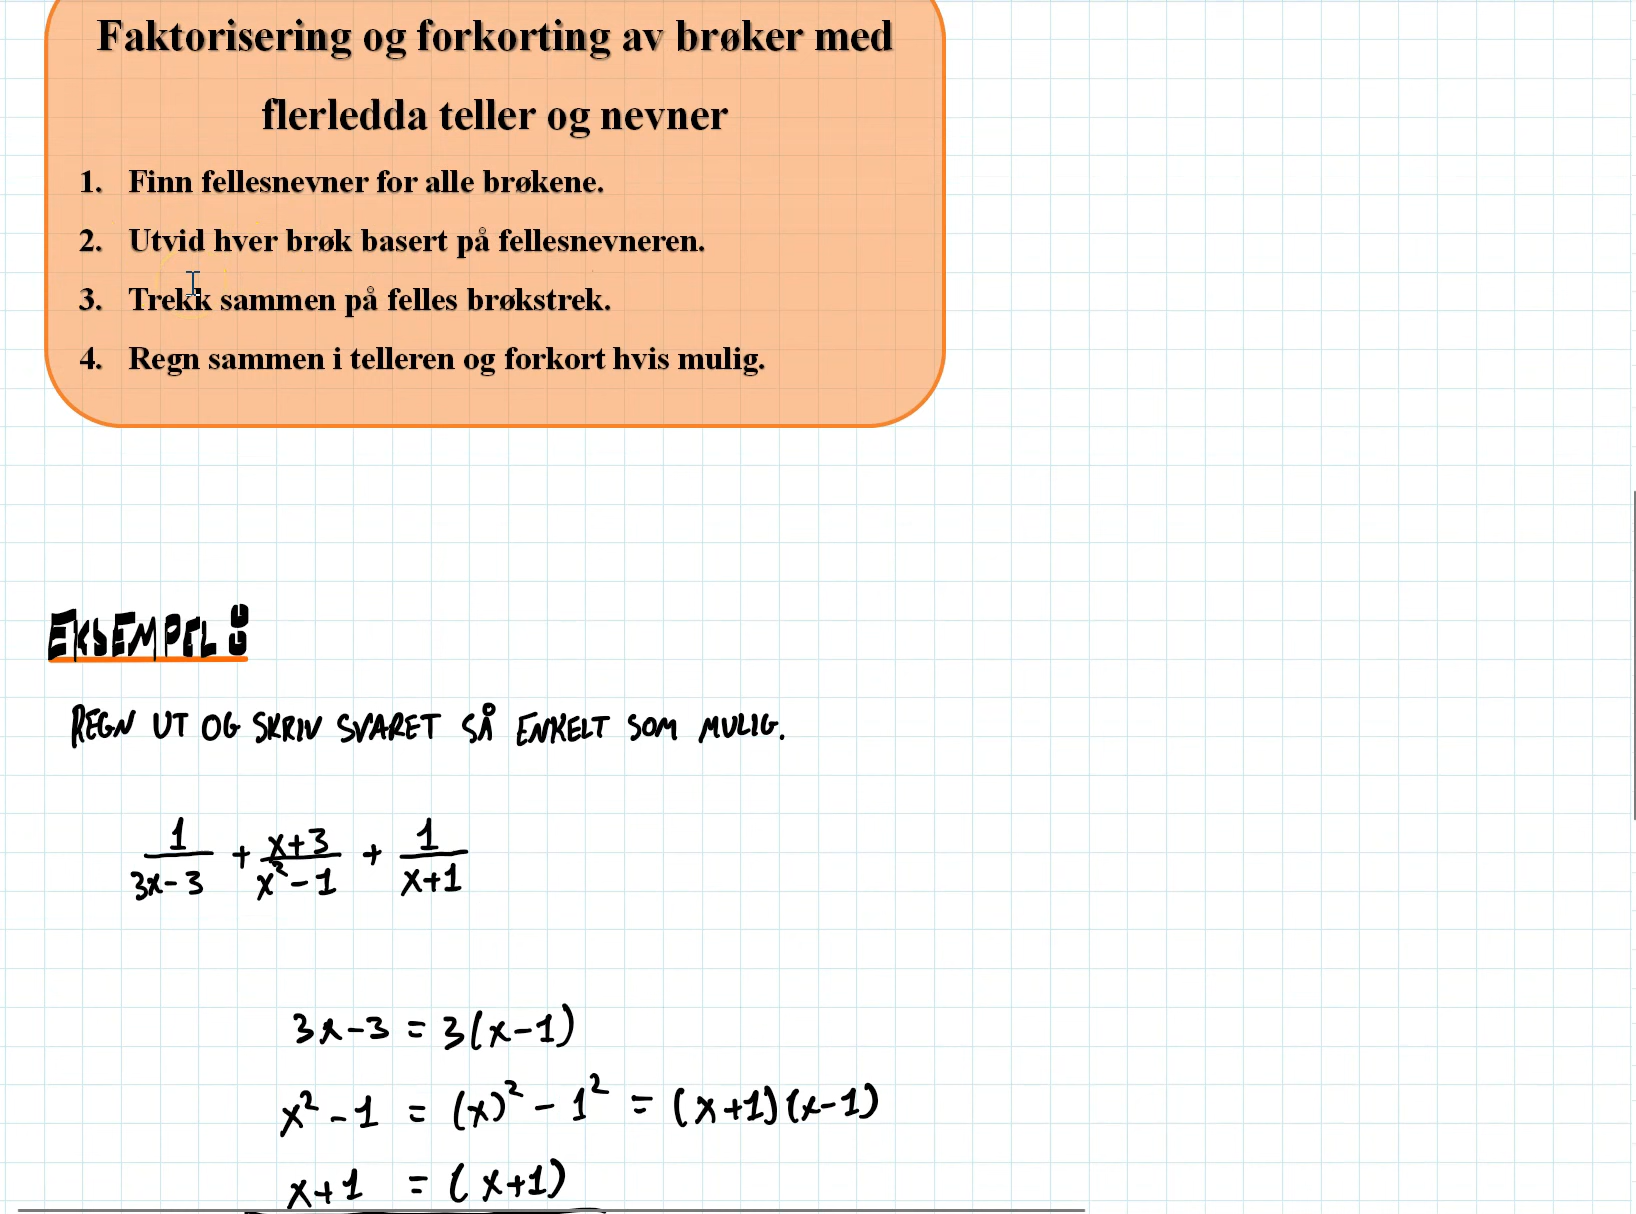 Faktorisering og forkorting av brøker med
flerledda teller og nevner
1. Finn fellesnevner for alle brøkene.
2. Utvid hver brøk basert på fellesnevneren.
3. Trekk sammen på felles brøkstrek.
4. Regn sammen i telleren og forkort hvis mulig.
EKSEMPEL:
REGN UT OG SKRIV SVARET SÅ ENKELT SOM MULIG.
1/(3x-3) + (x+3)/(x²-1) + 1/(x+1)
3x-3 = 3(x-1)
x²-1 = (x)² - 1² = (x+1)(x-1)
x+1 = (x+1)